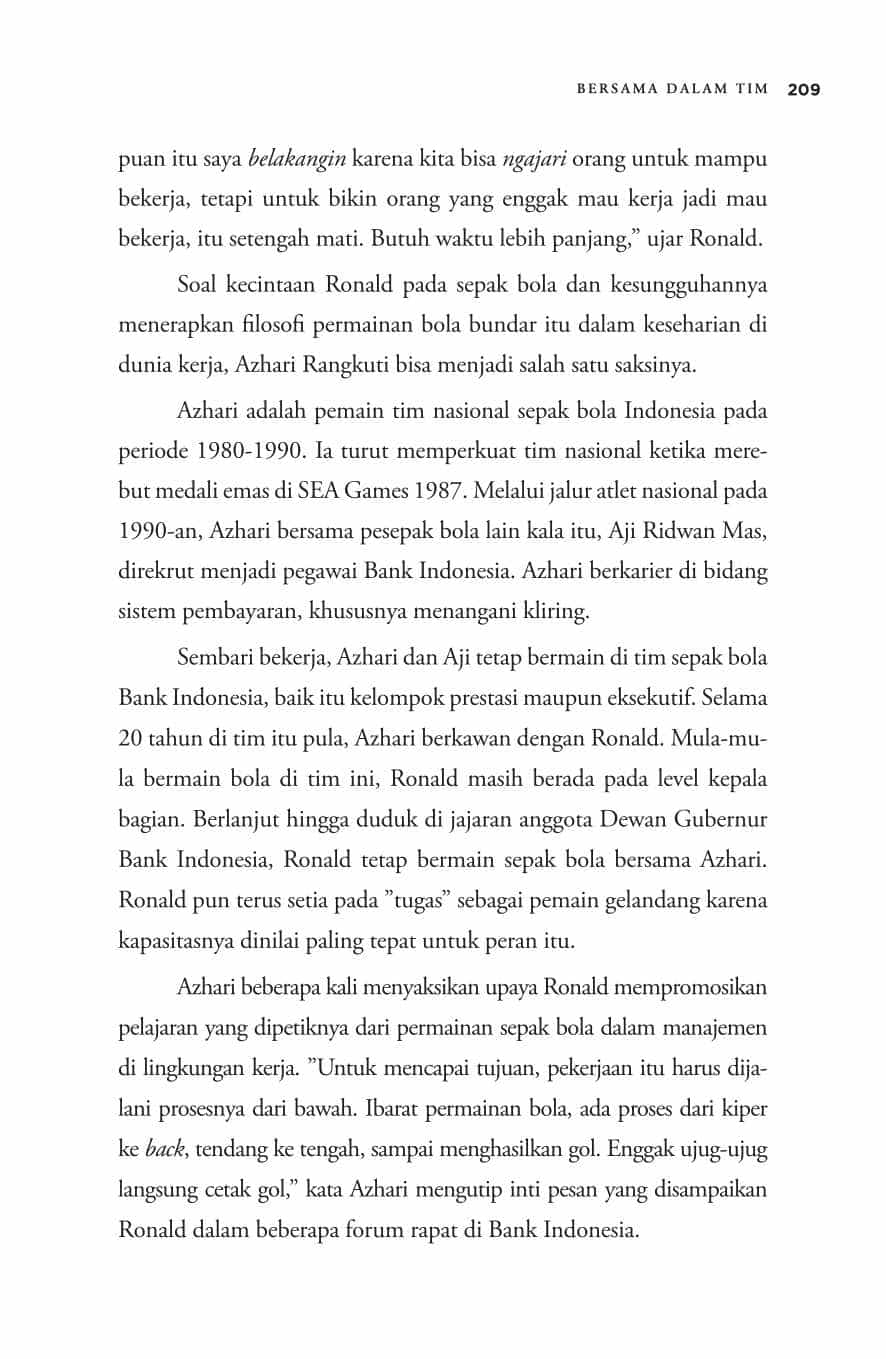 BERSAMA DALAM TIM 209
puan itu saya belakangin karena kita bisa ngajari orang untuk mampu
bekerja, tetapi untuk bikin orang yang enggak mau kerja jadi mau
bekerja, itu setengah mati. Butuh waktu lebih panjang,” ujar Ronald.
Soal kecintaan Ronald pada sepak bola dan kesungguhannya
menerapkan filosofi permainan bola bundar itu dalam keseharian di
dunia kerja, Azhari Rangkuti bisa menjadi salah satu saksinya.
Azhari adalah pemain tim nasional sepak bola Indonesia pada
periode 1980-1990. Ia turut memperkuat tim nasional ketika mere-
but medali emas di SEA Games 1987. Melalui jalur atlet nasional pada
1990-an, Azhari bersama pesepak bola lain kala itu, Aji Ridwan Mas,
direkrut menjadi pegawai Bank Indonesia. Azhari berkarier di bidang
sistem pembayaran, khususnya menangani kliring.
Sembari bekerja, Azhari dan Aji tetap bermain di tim sepak bola
Bank Indonesia, baik itu kelompok prestasi maupun eksekutif. Selama
20 tahun di tim itu pula, Azhari berkawan dengan Ronald. Mula-mu-
la bermain bola di tim ini, Ronald masih berada pada level kepala
bagian. Berlanjut hingga duduk di jajaran anggota Dewan Gubernur
Bank Indonesia, Ronald tetap bermain sepak bola bersama Azhari.
Ronald pun terus setia pada ”tugas” sebagai pemain gelandang karena
kapasitasnya dinilai paling tepat untuk peran itu.
Azhari beberapa kali menyaksikan upaya Ronald mempromosikan
pelajaran yang dipetiknya dari permainan sepak bola dalam manajemen
di lingkungan kerja. ”Untuk mencapai tujuan, pekerjaan itu harus dija-
lani prosesnya dari bawah. Ibarat permainan bola, ada proses dari kiper
ke back, tendang ke tengah, sampai menghasilkan gol. Enggak ujug-ujug
langsung cetak gol,” kata Azhari mengutip inti pesan yang disampaikan
Ronald dalam beberapa forum rapat di Bank Indonesia.